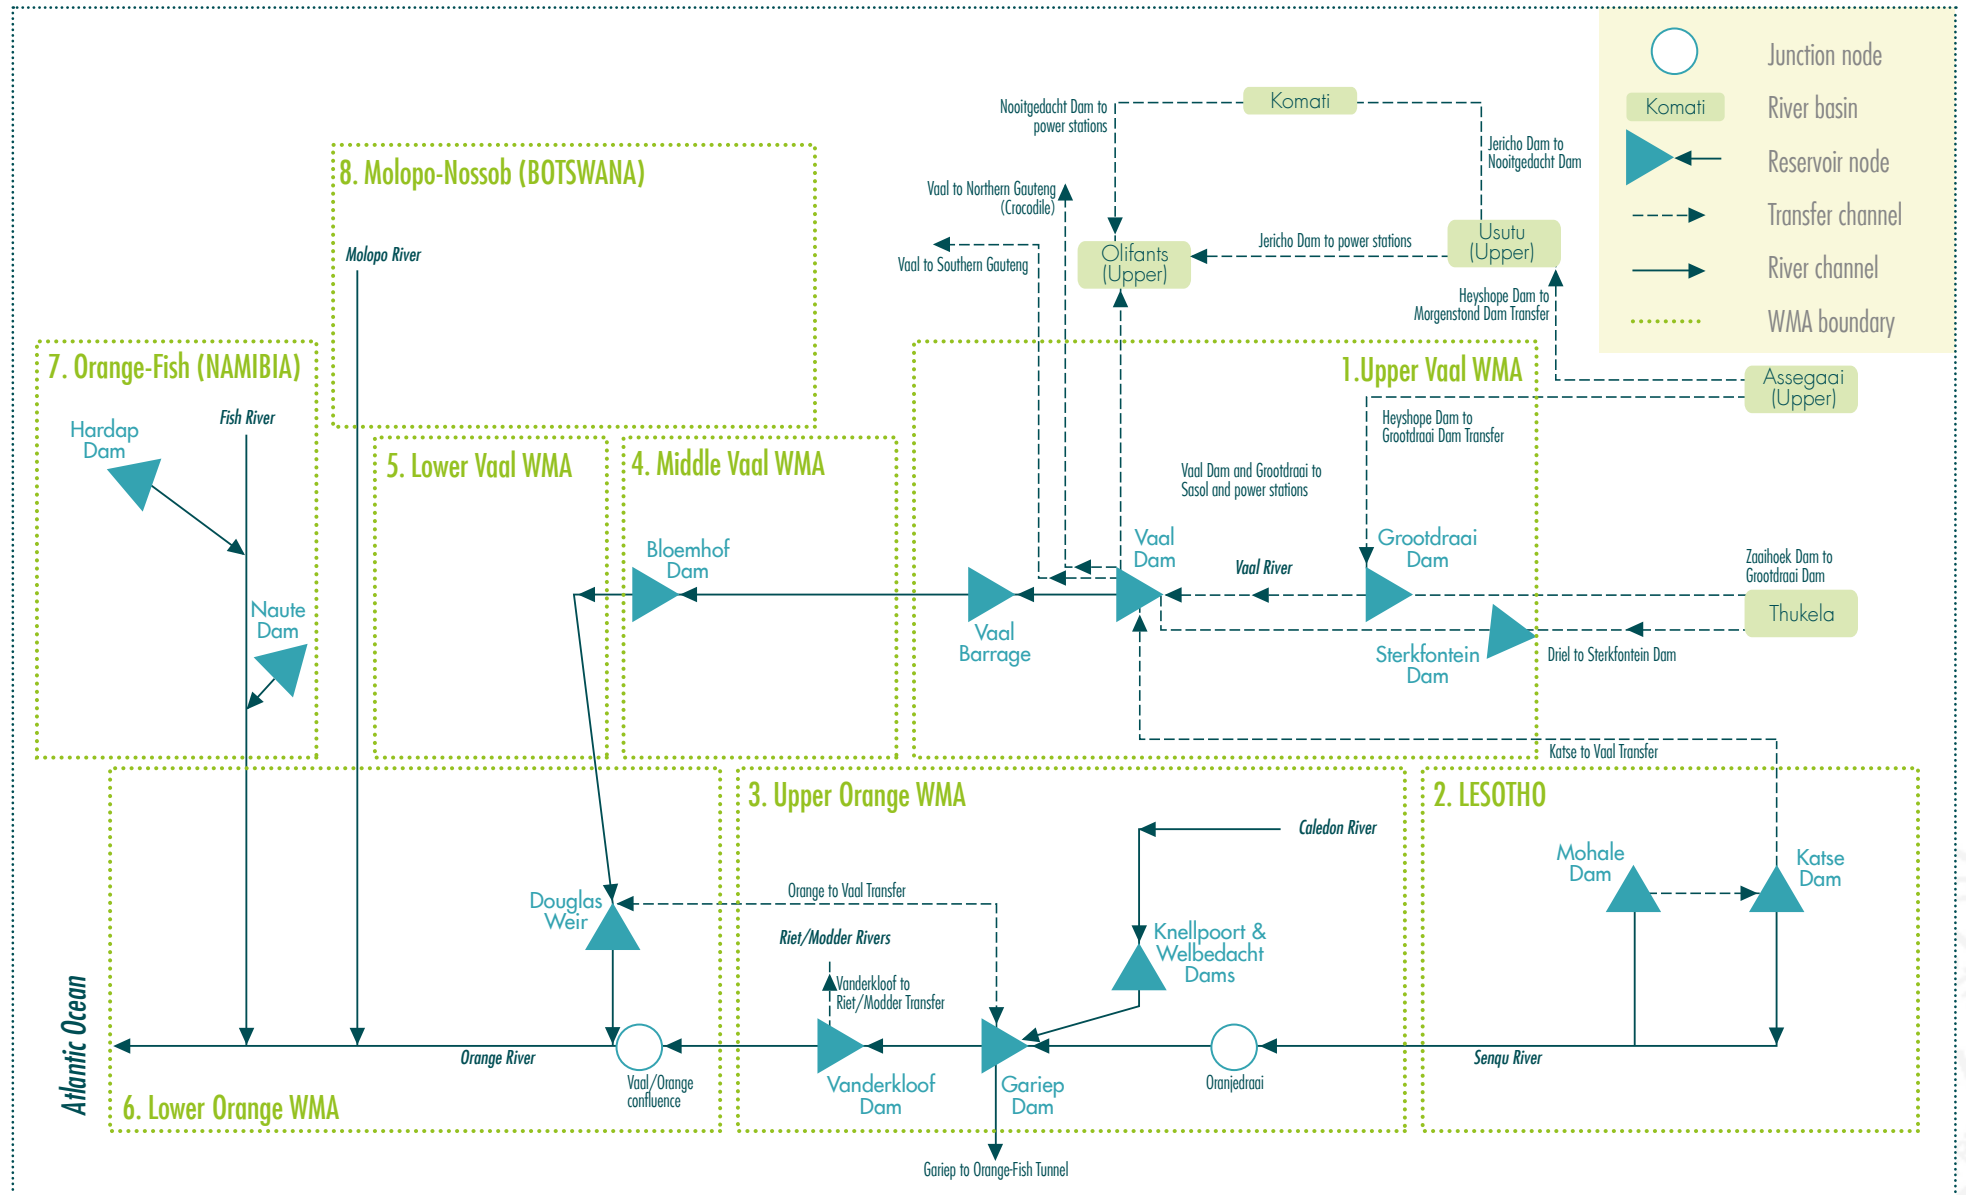 Junction node
Komati
River basin
Reservoir node
Transfer channel
River channel
WMA boundary
Nooitgedacht Dam to
power stations
Komati
Jericho Dam to
Nooitgedacht Dam
8. Molopo-Nossob (BOTSWANA)
Vaal to Northern Gauteng
(Crocodile)
Molopo River
Vaal to Southern Gauteng
Olifants
(Upper)
Jericho Dam to power stations
Usutu
(Upper)
Heyshope Dam to
Morgenstond Dam Transfer
7. Orange-Fish (NAMIBIA)
1.Upper Vaal WMA
Assegaai
(Upper)
Hardap
Dam
Fish River
Heyshope Dam to
Grootdraai Dam Transfer
5. Lower Vaal WMA
4. Middle Vaal WMA
Vaal Dam and Grootdraai to
Sasol and power stations
Bloemhof
Dam
Vaal
Dam
Vaal River
Grootdraai
Dam
Zaaihoek Dam to
Grootdraai Dam
Naute
Dam
Thukela
Vaal
Barrage
Sterkfontein
Dam
Driel to Sterkfontein Dam
Katse to Vaal Transfer
3. Upper Orange WMA
2. LESOTHO
Caledon River
Mohale
Dam
Katse
Dam
Douglas
Weir
Orange to Vaal Transfer
Riet/Modder Rivers
Knellpoort &
Welbedacht
Dams
Vanderkloof to
Riet/Modder Transfer
Atlantic Ocean
Orange River
Senqu River
Vaal/Orange
confluence
Vanderkloof
Dam
Gariep
Dam
Oranjedraai
6. Lower Orange WMA
Gariep to Orange-Fish Tunnel